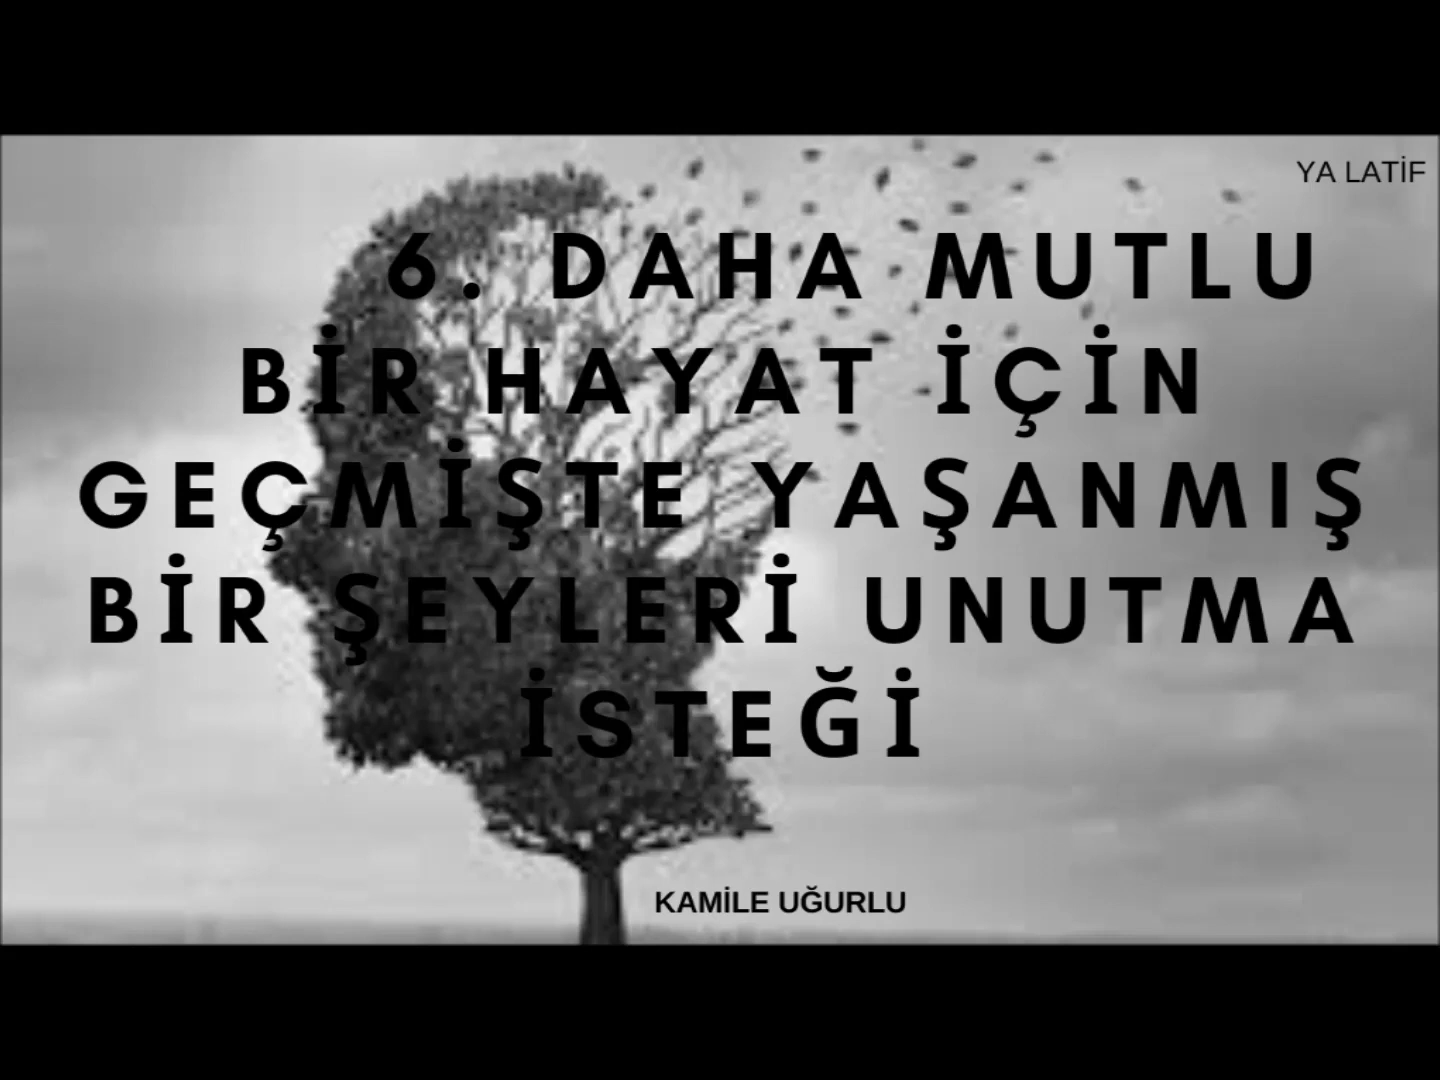 YA LATİF
6. DAHA MUTLU
BİR HAYAT İÇİN
GEÇMİŞTE YAŞANMIŞ
BİR ŞEYLERİ UNUTMA
İSTEĞİ
KAMİLE UĞURLU